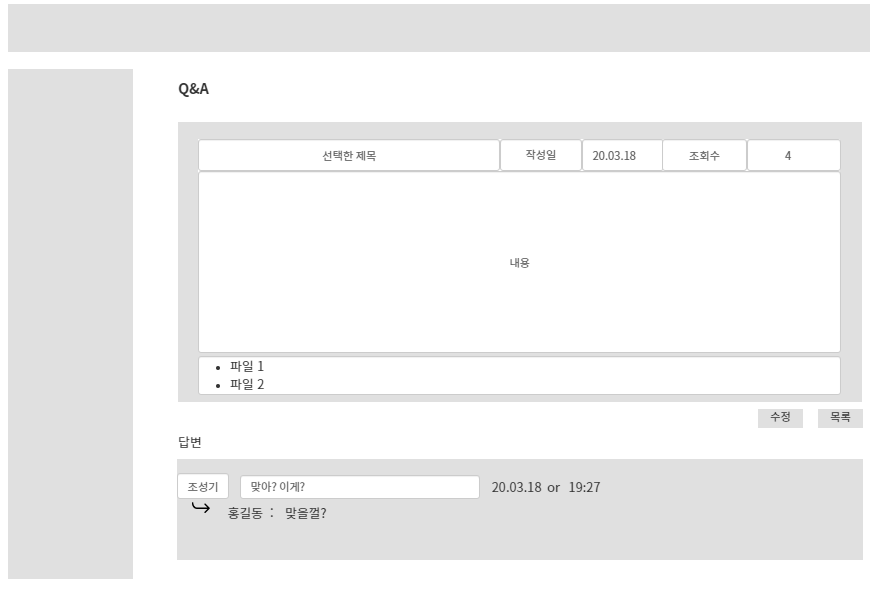 Q&A
선택한 제목 작성일 20.03.18 조회수 4
내용
• 파일 1
• 파일 2
수정 목록
답변
조성기 맞아? 이게? 20.03.18 or 19:27
홍길동 : 맞을껄?